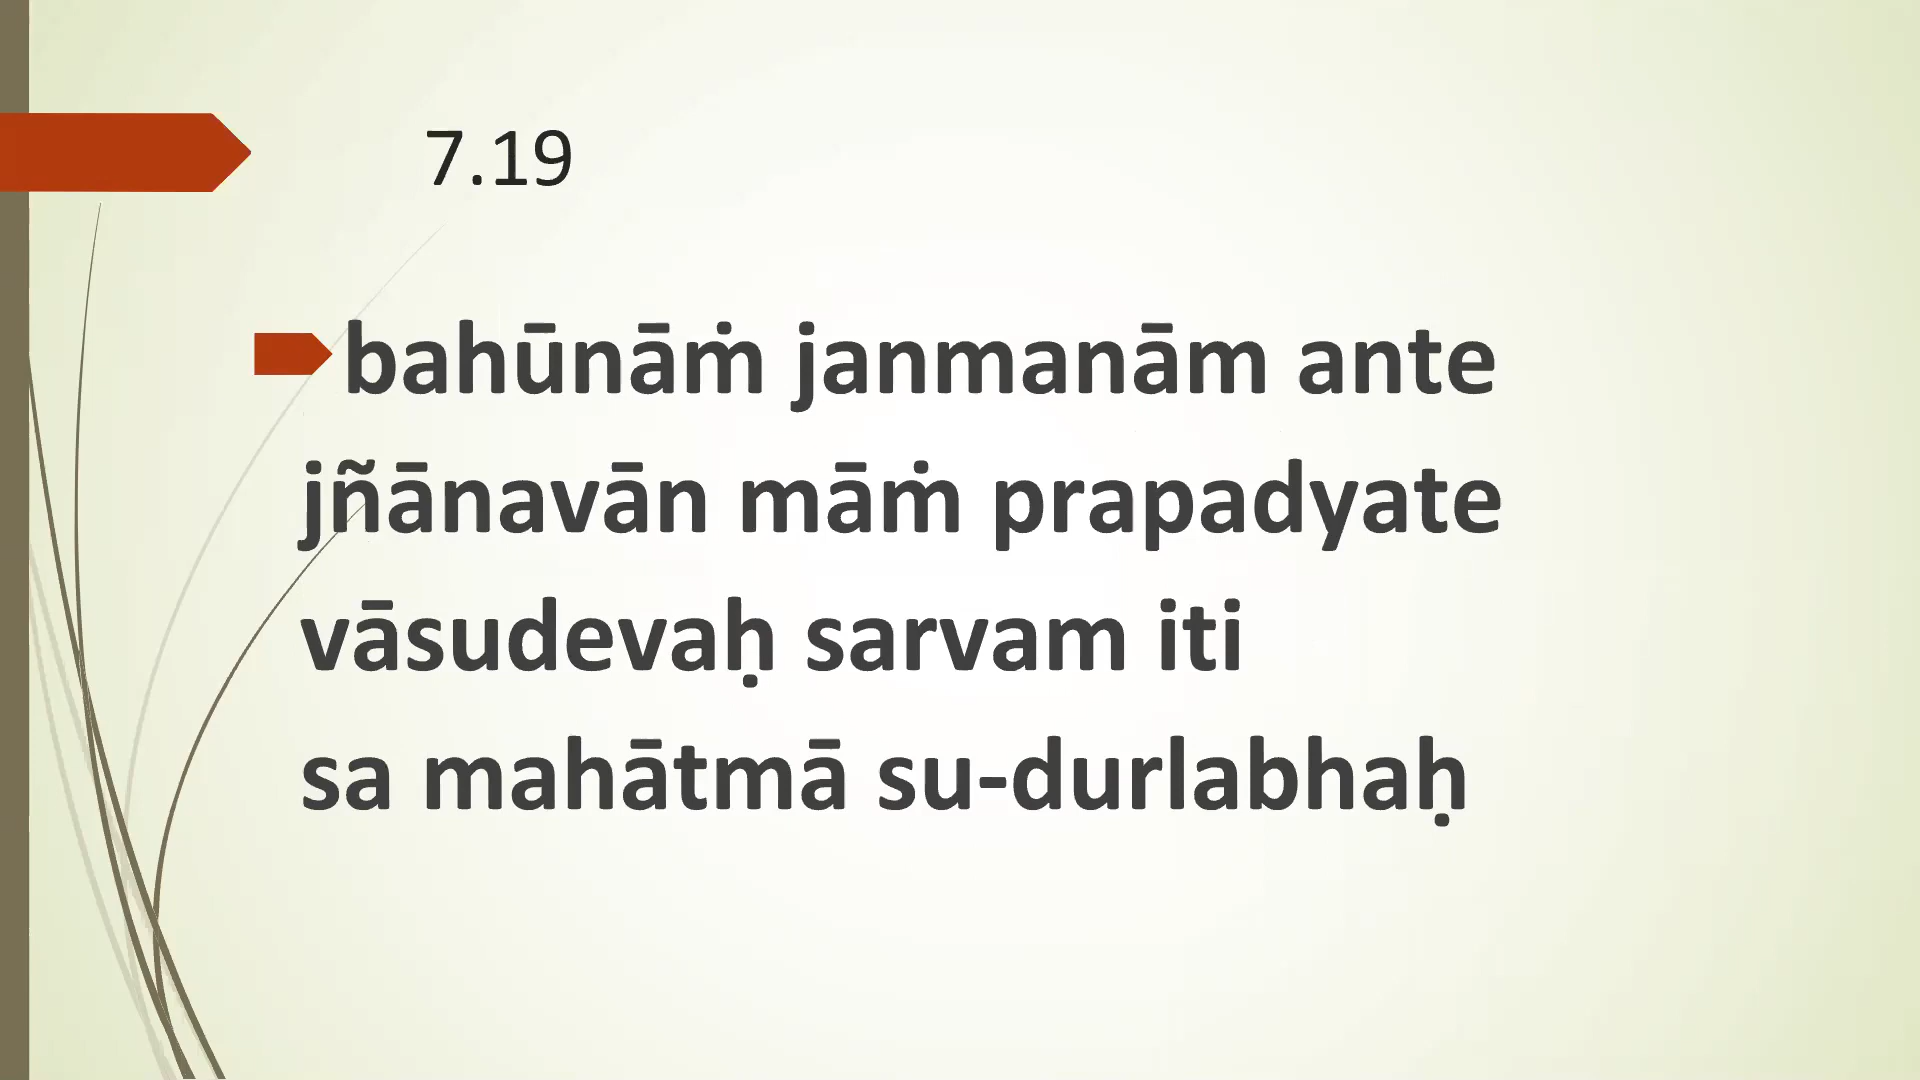 7.19
bahūnāṁ janmanām ante
jñānavān māṁ prapadyate
vāsudevaḥ sarvam iti
sa mahātmā su-durlabhaḥ